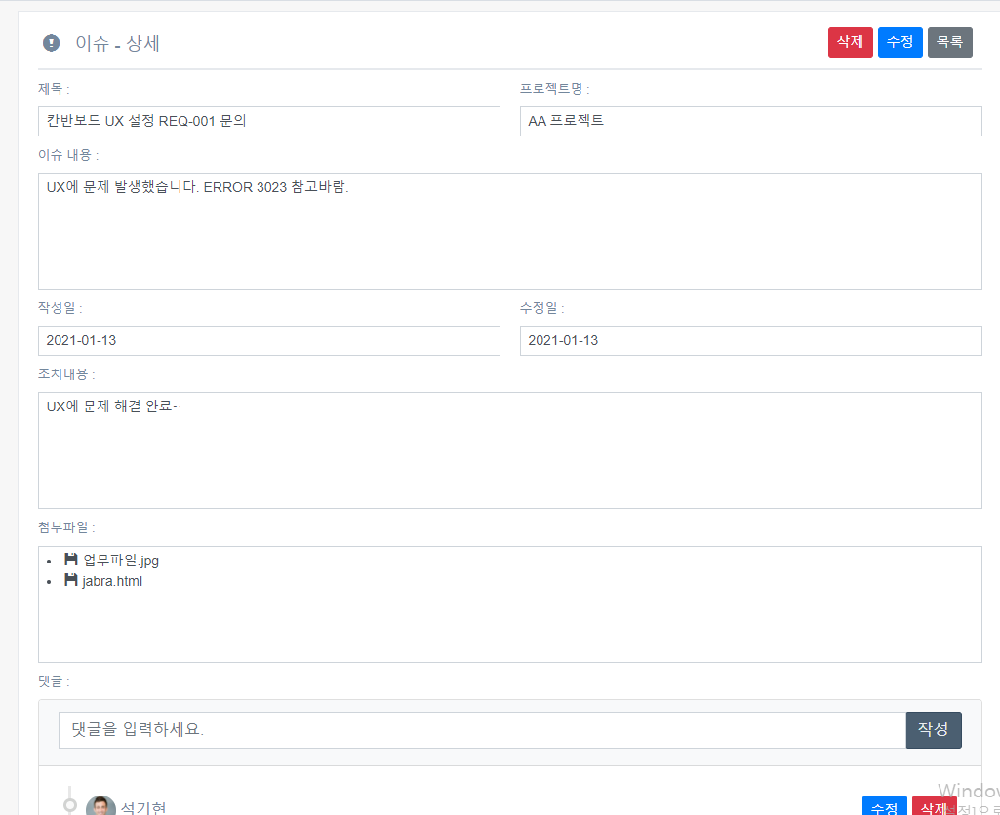 이슈 - 상세
삭제 수정 목록
제목 : 프로젝트명 :
칸반보드 UX 설정 REQ-001 문의 AA 프로젝트
이슈 내용 :
UX에 문제 발생했습니다. ERROR 3023 참고바람.
작성일 : 수정일 :
2021-01-13 2021-01-13
조치내용 :
UX에 문제 해결 완료~
첨부파일 :
업무파일.jpg
jabra.html
댓글 :
댓글을 입력하세요. 작성
석기현 수정 삭제